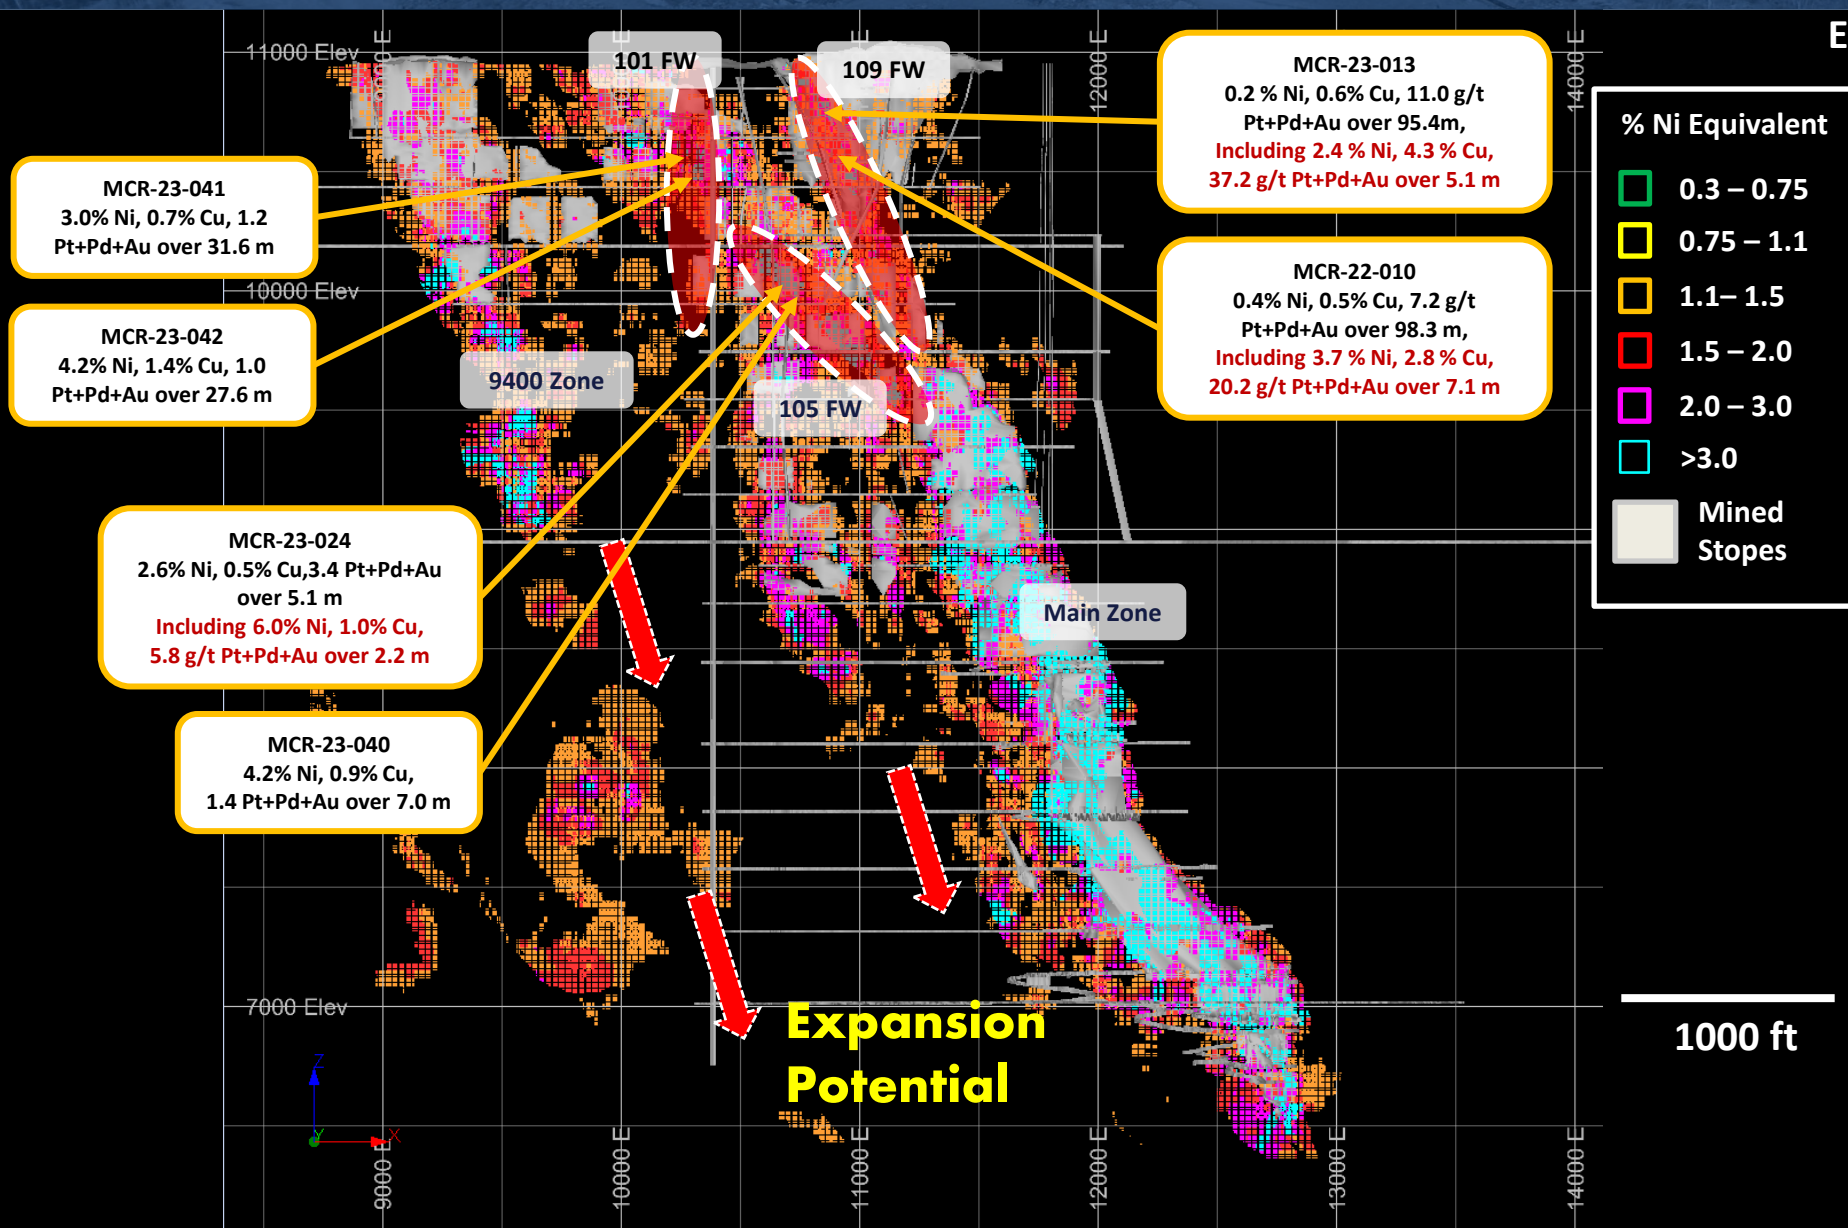 E
11000 Elev
9000 E
10000 E
11000 E
12000 E
14000 E
101 FW
109 FW
MCR-23-013
0.2 % Ni, 0.6% Cu, 11.0 g/t
Pt+Pd+Au over 95.4m,
Including 2.4 % Ni, 4.3 % Cu,
37.2 g/t Pt+Pd+Au over 5.1 m
% Ni Equivalent
0.3 – 0.75
0.75 – 1.1
1.1– 1.5
1.5 – 2.0
2.0 – 3.0
>3.0
Mined
Stopes
MCR-23-041
3.0% Ni, 0.7% Cu, 1.2
Pt+Pd+Au over 31.6 m
MCR-22-010
0.4% Ni, 0.5% Cu, 7.2 g/t
Pt+Pd+Au over 98.3 m,
Including 3.7 % Ni, 2.8 % Cu,
20.2 g/t Pt+Pd+Au over 7.1 m
10000 Elev
MCR-23-042
4.2% Ni, 1.4% Cu, 1.0
Pt+Pd+Au over 27.6 m
9400 Zone
105 FW
MCR-23-024
2.6% Ni, 0.5% Cu,3.4 Pt+Pd+Au
over 5.1 m
Including 6.0% Ni, 1.0% Cu,
5.8 g/t Pt+Pd+Au over 2.2 m
Main Zone
MCR-23-040
4.2% Ni, 0.9% Cu,
1.4 Pt+Pd+Au over 7.0 m
7000 Elev
Expansion
Potential
1000 ft
Z
Y
X
9000 E
10000 E
11000 E
12000 E
13000 E
14000 E